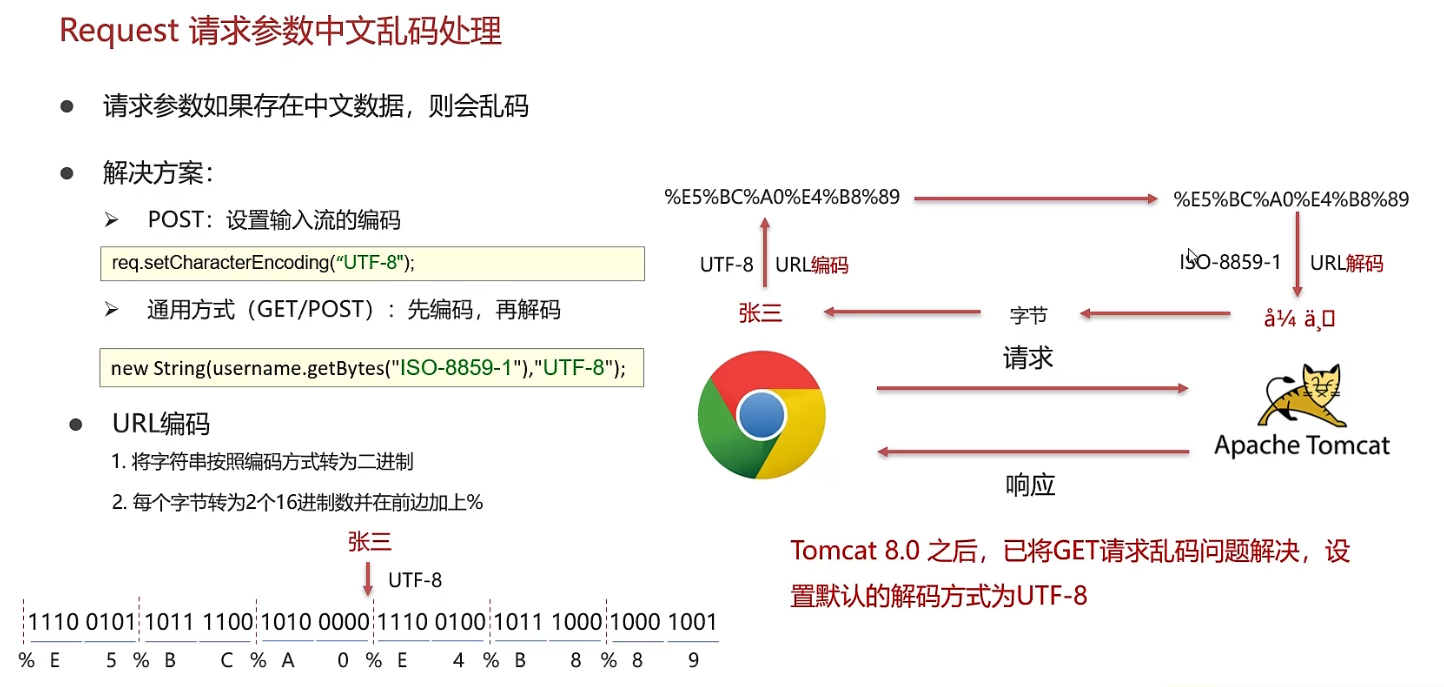 Request 请求参数中文乱码处理
● 请求参数如果存在中文数据，则会乱码
● 解决方案：
➢ POST：设置输入流的编码
req.setCharacterEncoding(“UTF-8");
➢ 通用方式（GET/POST）：先编码，再解码
new String(username.getBytes("ISO-8859-1"),"UTF-8");
● URL编码
1. 将字符串按照编码方式转为二进制
2. 每个字节转为2个16进制数并在前边加上%
张三
UTF-8
1110 0101 1011 1100 1010 0000 1110 0100 1011 1000 1000 1001
% E 5 % B C % A 0 % E 4 % B 8 % 8 9
%E5%BC%A0%E4%B8%89
%E5%BC%A0%E4%B8%89
UTF-8 URL编码
ISO-8859-1 URL解码
张三
字节
å¼ ä¸
请求
Apache Tomcat
响应
Tomcat 8.0 之后，已将GET请求乱码问题解决，设
置默认的解码方式为UTF-8